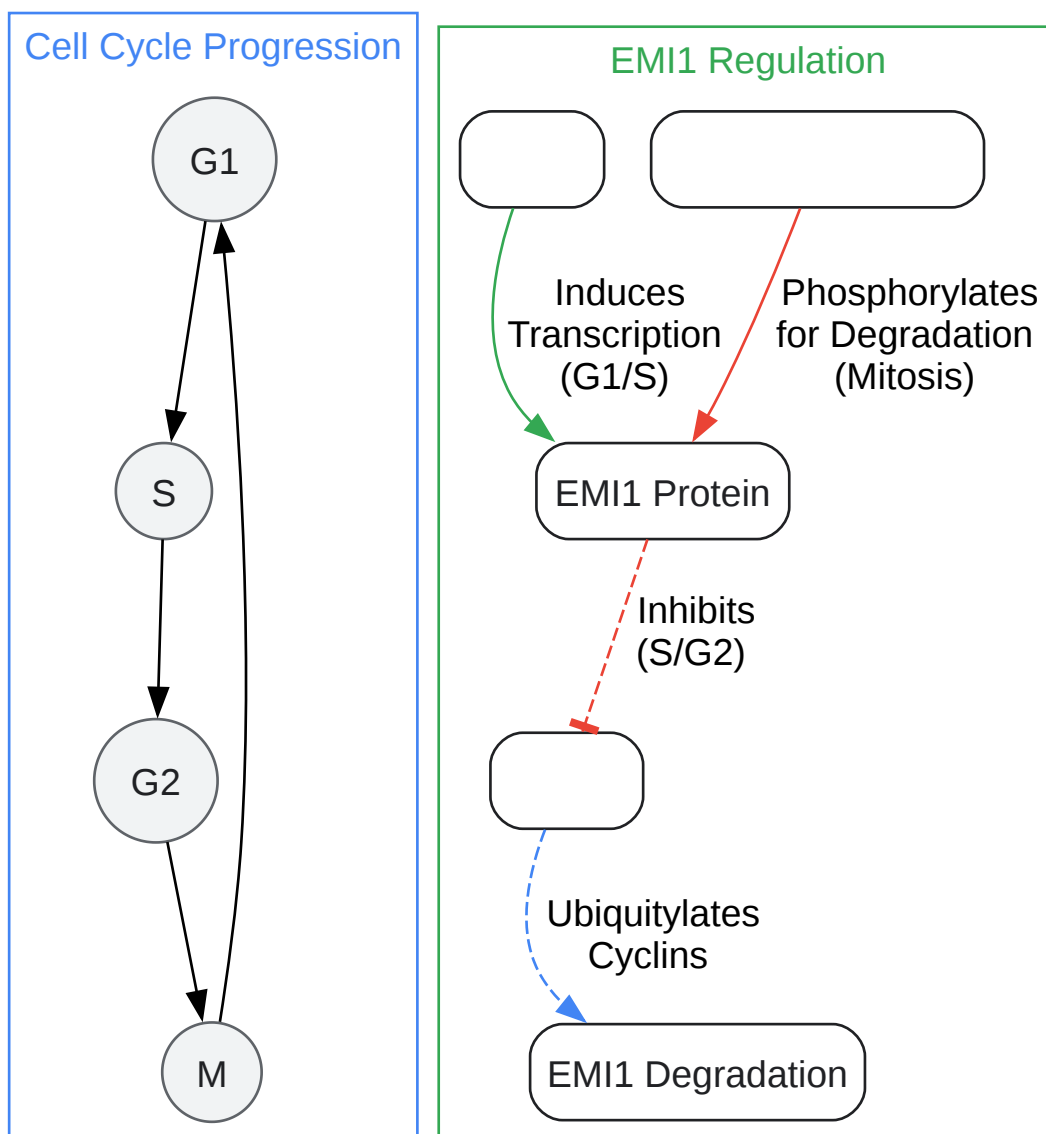 Cell Cycle Progression
G1
S
G2
M
EMI1 Regulation
Induces
Transcription
(G1/S)
Phosphorylates
for Degradation
(Mitosis)
EMI1 Protein
Inhibits
(S/G2)
Ubiquitylates
Cyclins
EMI1 Degradation